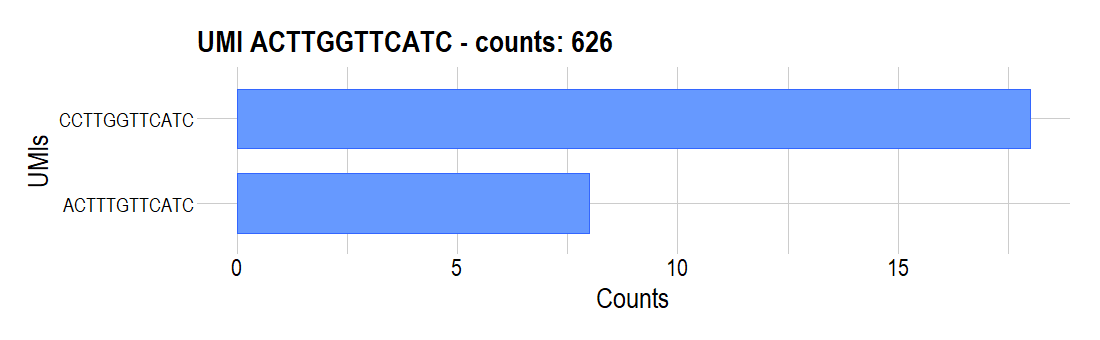 UMI ACTTGGTTCATC - counts: 626
UMIs
CCTTGGTTCATC
ACTTTGTTCATC
0 5 10 15
Counts